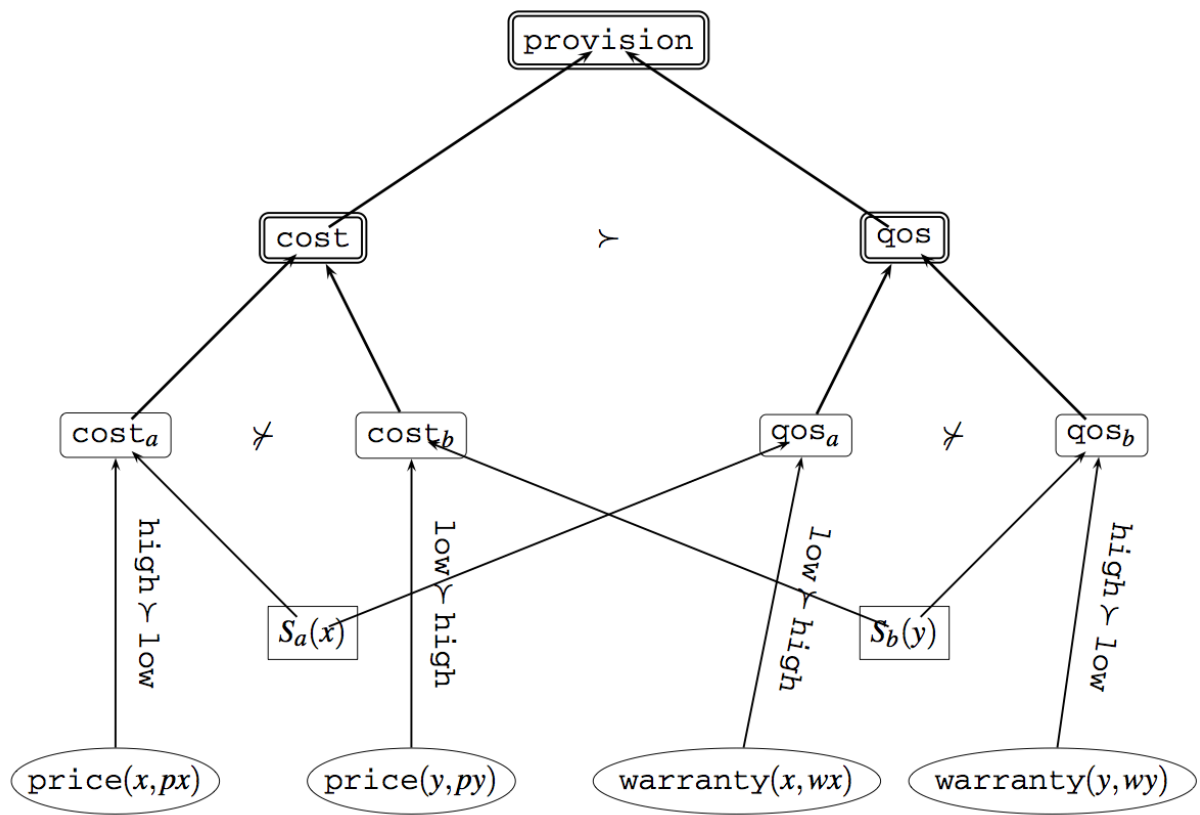 provision
cost ≻ qos
cost_a ⊁ cost_b qos_a ⊁ qos_b
high ≻ low
low ≻ high
low ≻ high
high ≻ low
S_a(x) S_b(y)
price(x,px) price(y,py) warranty(x,wx) warranty(y,wy)